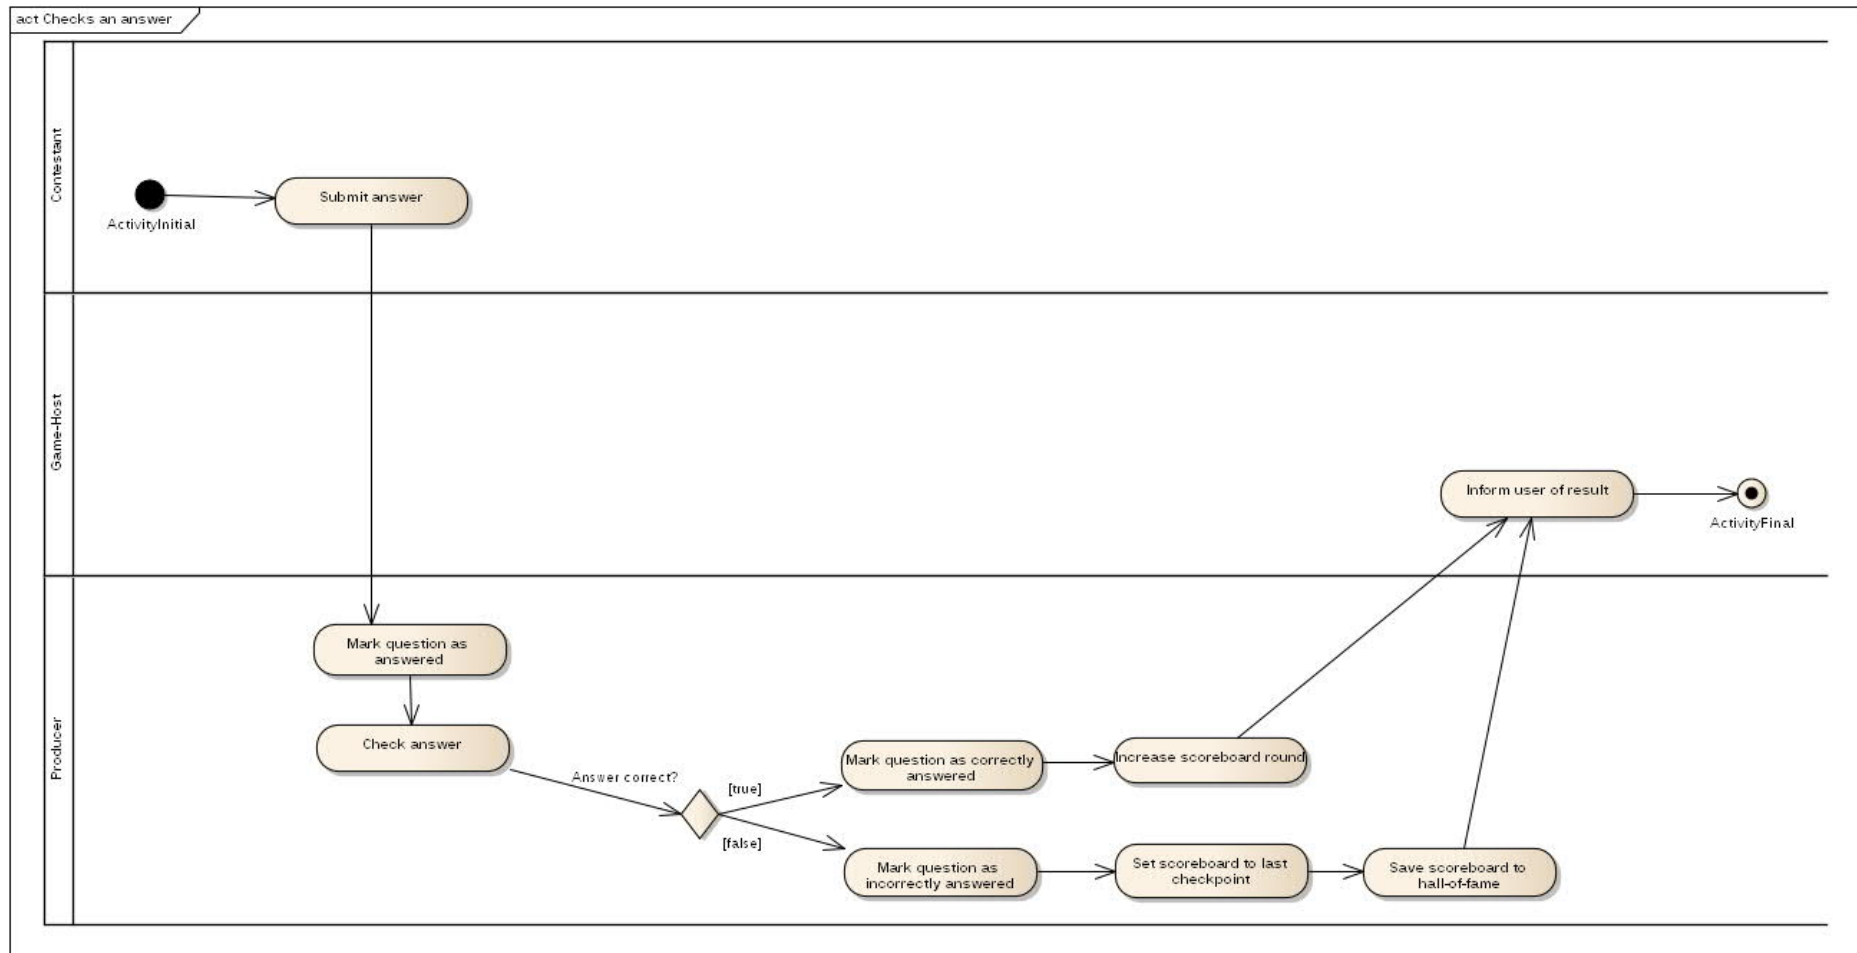 act Checks an answer
Contestant
ActivityInitial
Submit answer
Game-Host
Inform user of result
ActivityFinal
Producer
Mark question as
answered
Check answer
Answer correct?
[true]
[false]
Mark question as correctly
answered
Increase scoreboard round
Mark question as
incorrectly answered
Set scoreboard to last
checkpoint
Save scoreboard to
hall-of-fame